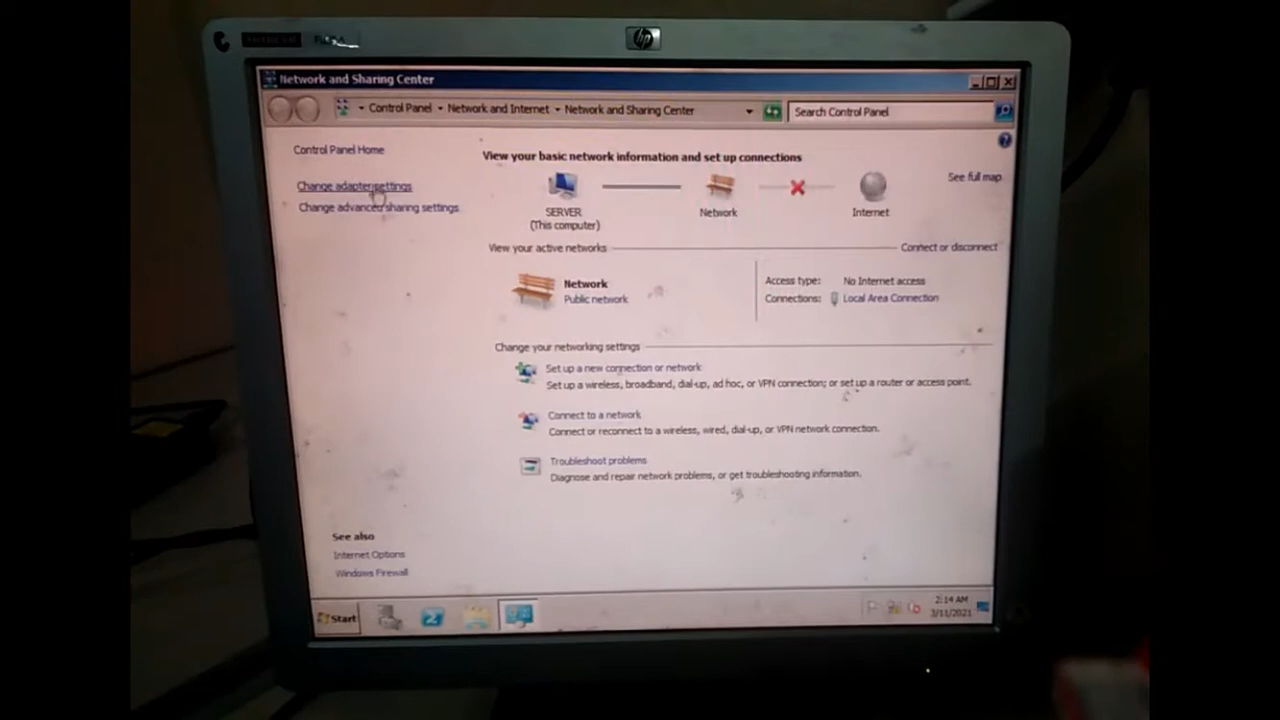 hp
Network and Sharing Center
Control Panel
Network and Internet
Network and Sharing Center
Search Control Panel
Control Panel Home
Change adapter settings
Change advanced sharing settings
View your basic network information and set up connections
See full map
SERVER
(This computer)
Network
Internet
View your active networks
Connect or disconnect
Network
Public network
Access type: No Internet access
Connections: Local Area Connection
Change your networking settings
Set up a new connection or network
Set up a wireless, broadband, dial-up, ad hoc, or VPN connection; or set up a router or access point.
Connect to a network
Connect or reconnect to a wireless, wired, dial-up, or VPN network connection.
Troubleshoot problems
Diagnose and repair network problems, or get troubleshooting information.
See also
Internet Options
Windows Firewall
Start
2:14 AM
3/11/2021